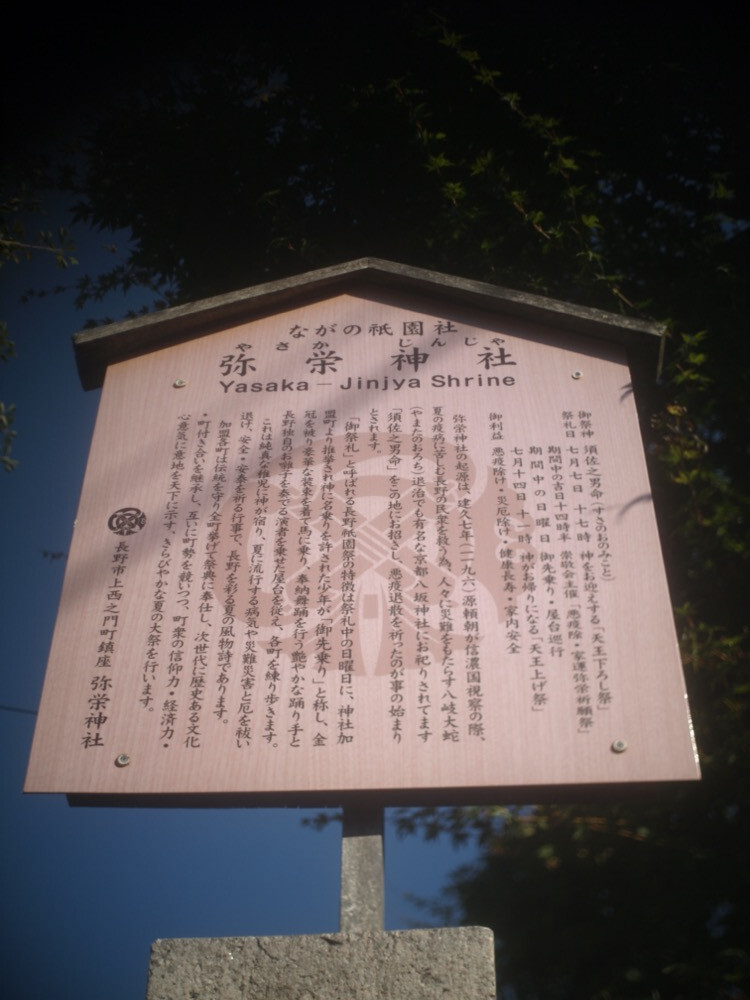 ながの祇園社
やさか じんじゃ
弥栄神社
Yasaka – Jinjya Shrine
御祭神 須佐之男命(すさのおのみこと)
祭礼日 七月七日 十七時 神をお迎えする「天王下ろし祭」
期間中の吉日十四時半 崇敬会主催「悪疫除・家運弥栄祈願祭」
期間中の日曜日 御先乗り・屋台巡行
七月十四日 十一時 神がお帰りになる「天王上げ祭」
御利益 悪疫除け・災厄除け・健康長寿・家内安全
弥栄神社の起源は、建久七年(一一九六)源頼朝が信濃国視察の際、
夏の疫病に苦しむ長野の民衆を救う為、人々に災難をもたらす八岐大蛇
(やまたのおろち)退治でも有名な京都八坂神社にお祀りされてます
「須佐之男命」をこの地にお招きし、悪疫退散を祈ったのが事の始まり
とされます。
「御祭礼」と呼ばれる長野祇園祭の特徴は祭礼中の日曜日に、神社加
盟町より推挙され神に名乗りを許された少年が「御先乗り」と称し、金
冠を被り豪華な装束を着て馬に乗り、奉納舞踊を行う艶やかな踊り手と
長野独自のお囃子を奏でる演者を乗せた屋台を従え、各町を練り歩きます。
これは純真な稚児に神が宿り、夏に流行する病気や災難災害と厄を祓い
退け、安全・安泰を祈る行事で、長野を彩る夏の風物詩であります。
加盟各町は伝統を守り全町挙げて祭典に奉仕し、次世代に歴史ある文化
・町付き合いを継承し、互いに町勢を競いつつ、町衆の信仰力・経済力・
心意気に意地を天下に示す、きらびやかな夏の大祭を行います。
長野市上西之門町鎮座 弥栄神社